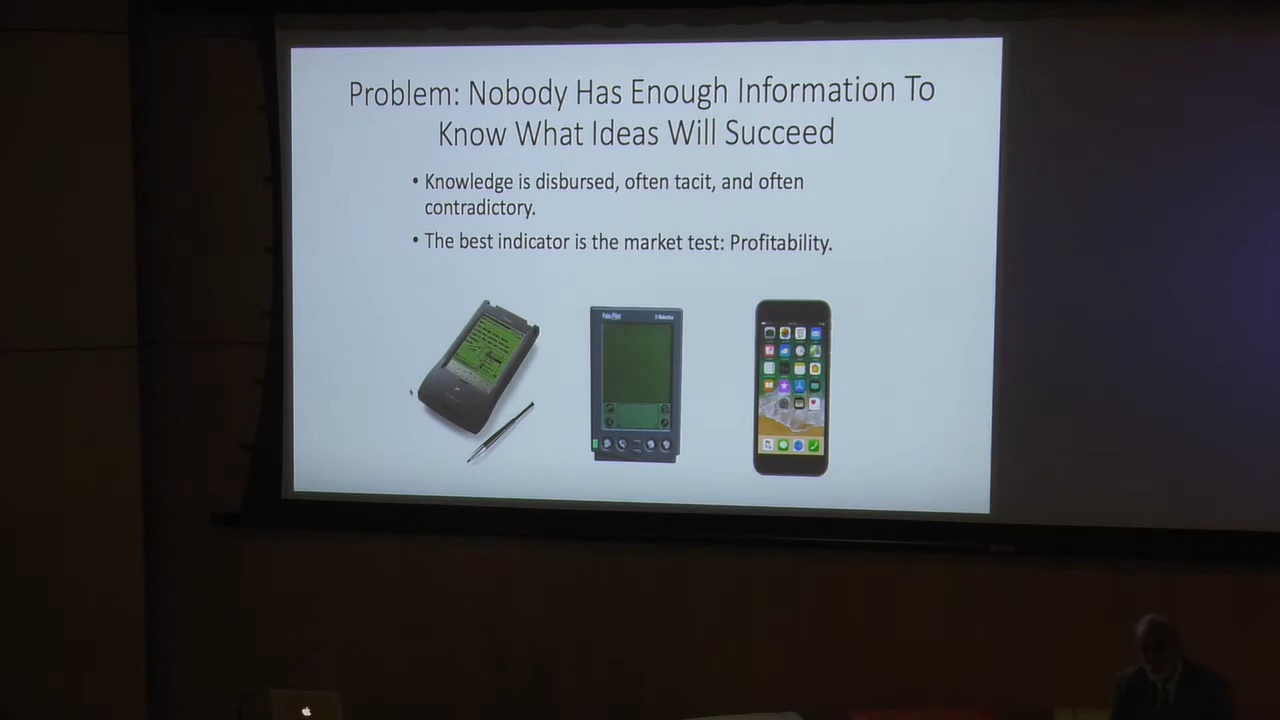 Problem: Nobody Has Enough Information To
Know What Ideas Will Succeed
• Knowledge is disbursed, often tacit, and often
contradictory.
• The best indicator is the market test: Profitability.
PalmPilot